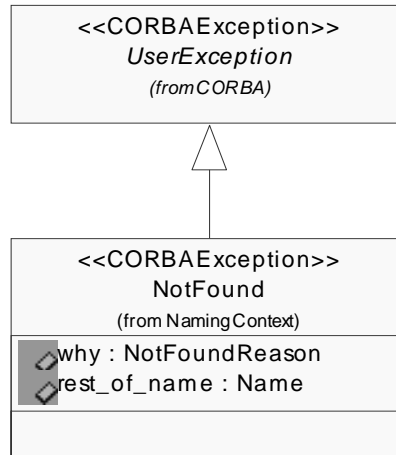 <<CORBAException>>
UserException
(from CORBA)
<<CORBAException>>
NotFound
(from NamingContext)
why : NotFoundReason
rest_of_name : Name